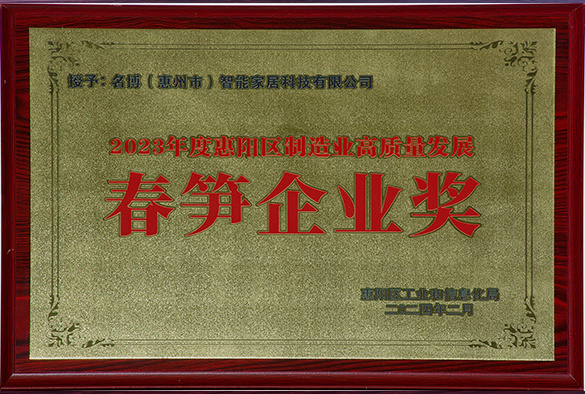 授予：名博（惠州市）智能家居科技有限公司
2023年度惠阳区制造业高质量发展
春笋企业奖
惠阳区工业和信息化局
二二四年二月